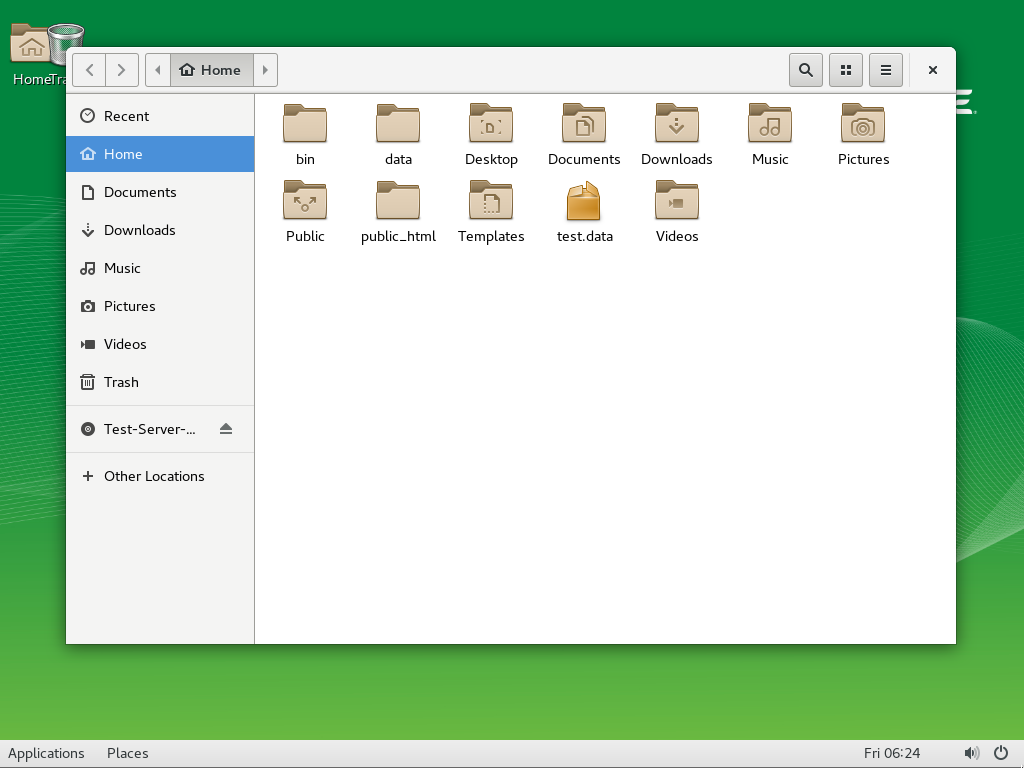 Home
Home
Recent
Home
Documents
Downloads
Music
Pictures
Videos
Trash
Test-Server-...
Other Locations
bin
data
Desktop
Documents
Downloads
Music
Pictures
Public
public_html
Templates
test.data
Videos
Applications
Places
Fri 06:24